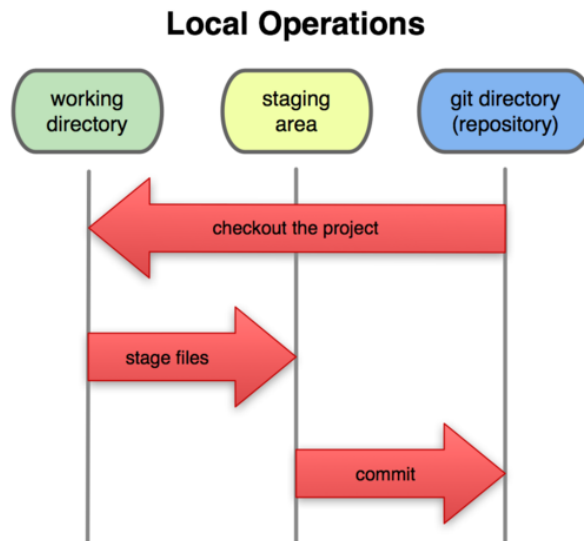 Local Operations
working
directory
staging
area
git directory
(repository)
checkout the project
stage files
commit